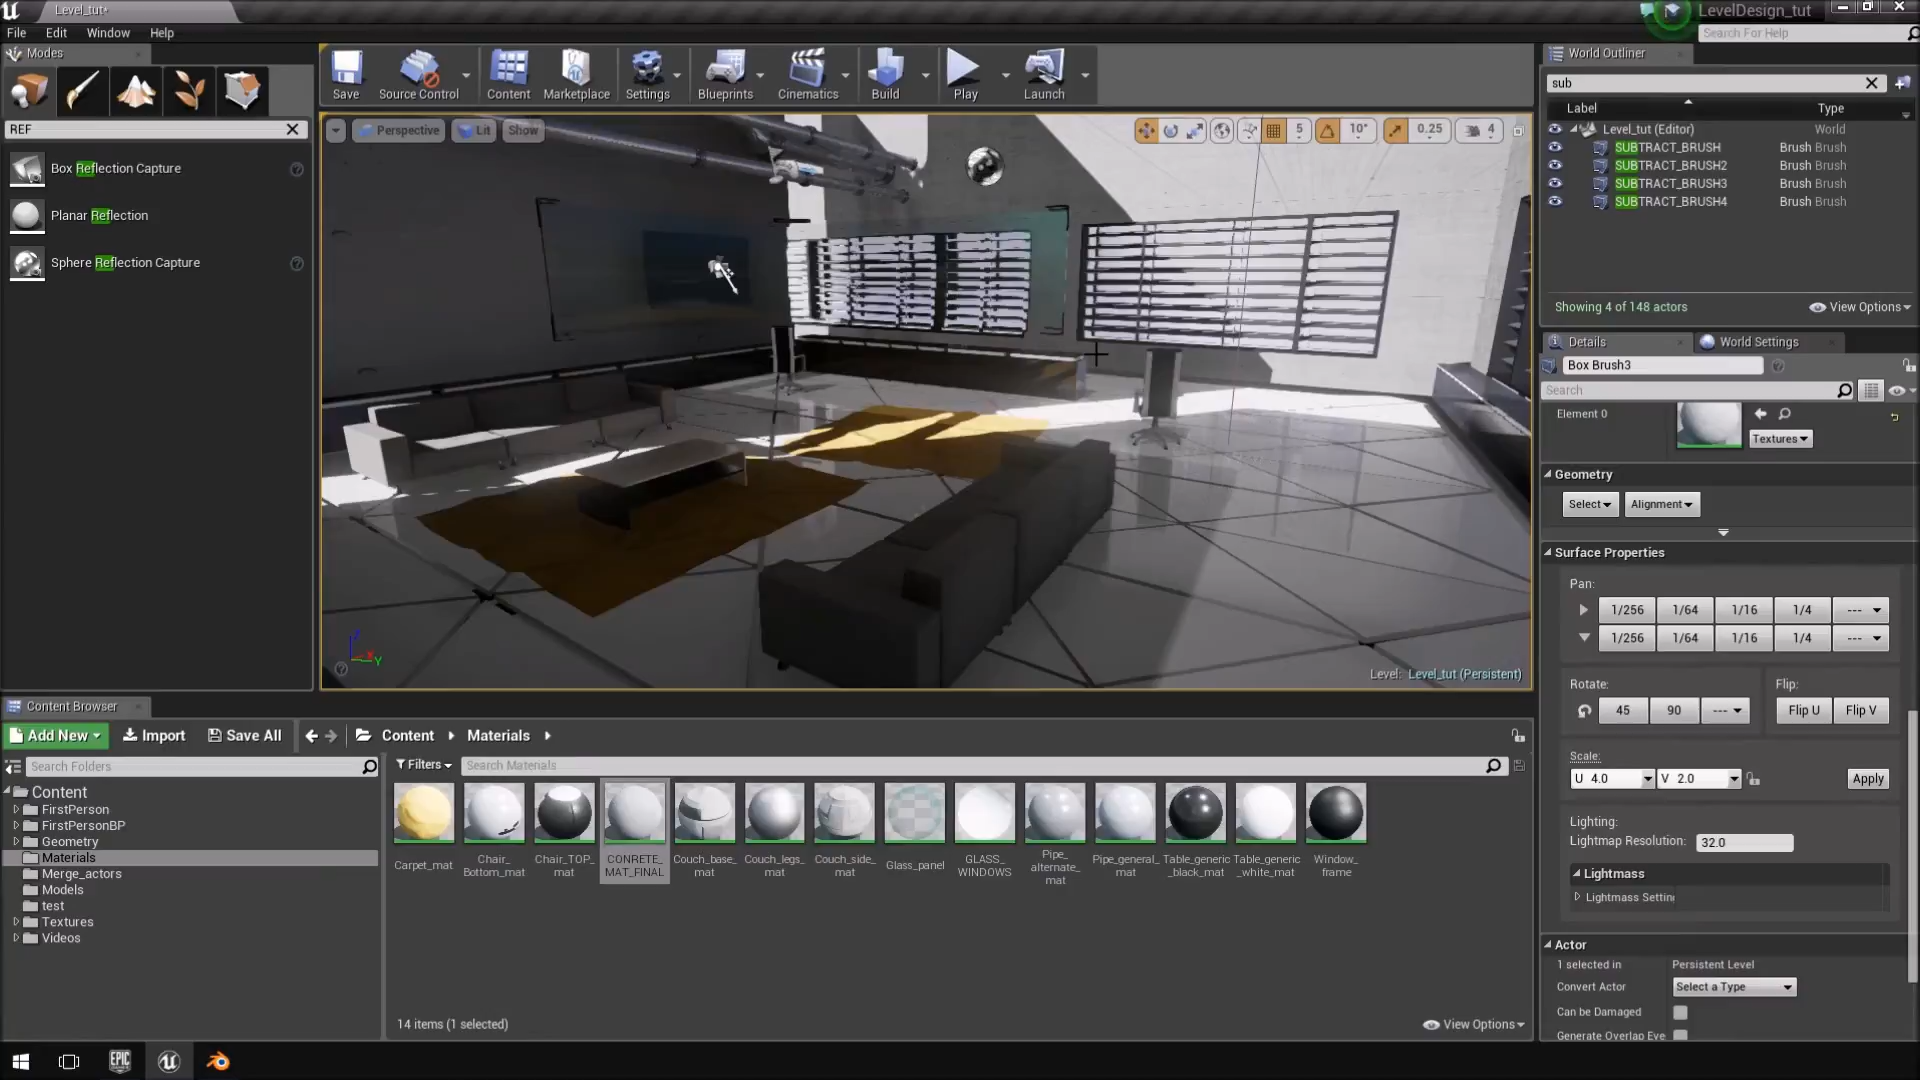 Level_tut*
LevelDesign_tut
File Edit Window Help
Search For Help
Modes
Save
Source Control
Content
Marketplace
Settings
Blueprints
Cinematics
Build
Play
Launch
World Outliner
REF
sub
Label Type
Perspective Lit Show
5 10° 0.25 4
Level_tut (Editor) World
SUBTRACT_BRUSH Brush Brush
SUBTRACT_BRUSH2 Brush Brush
SUBTRACT_BRUSH3 Brush Brush
SUBTRACT_BRUSH4 Brush Brush
Box Reflection Capture
Planar Reflection
Sphere Reflection Capture
Showing 4 of 148 actors
View Options
Details
World Settings
Box Brush3
Search
Element 0
Textures
Geometry
Select Alignment
Surface Properties
Pan:
1/256 1/64 1/16 1/4 ---
1/256 1/64 1/16 1/4 ---
Rotate: Flip:
45 90 --- Flip U Flip V
Scale:
U 4.0 V 2.0 Apply
Lighting:
Lightmap Resolution: 32.0
Lightmass
Lightmass Settin
Actor
1 selected in Persistent Level
Convert Actor Select a Type
Can be Damaged
Generate Overlap Eve
Z
X
Y
Level: Level_tut (Persistent)
Content Browser
Add New Import Save All Content Materials
Search Folders
Filters Search Materials
Content
FirstPerson
FirstPersonBP
Geometry
Materials
Merge_actors
Models
test
Textures
Videos
Carpet_mat
Chair_
Bottom_mat
Chair_TOP_
mat
CONRETE_
MAT_FINAL
Couch_base_
mat
Couch_legs_
mat
Couch_side_
mat
Glass_panel
GLASS_
WINDOWS
Pipe_
alternate_
mat
Pipe_general_
mat
Table_generic
_black_mat
Table_generic
_white_mat
Window_
frame
14 items (1 selected)
View Options
EPIC
GAMES